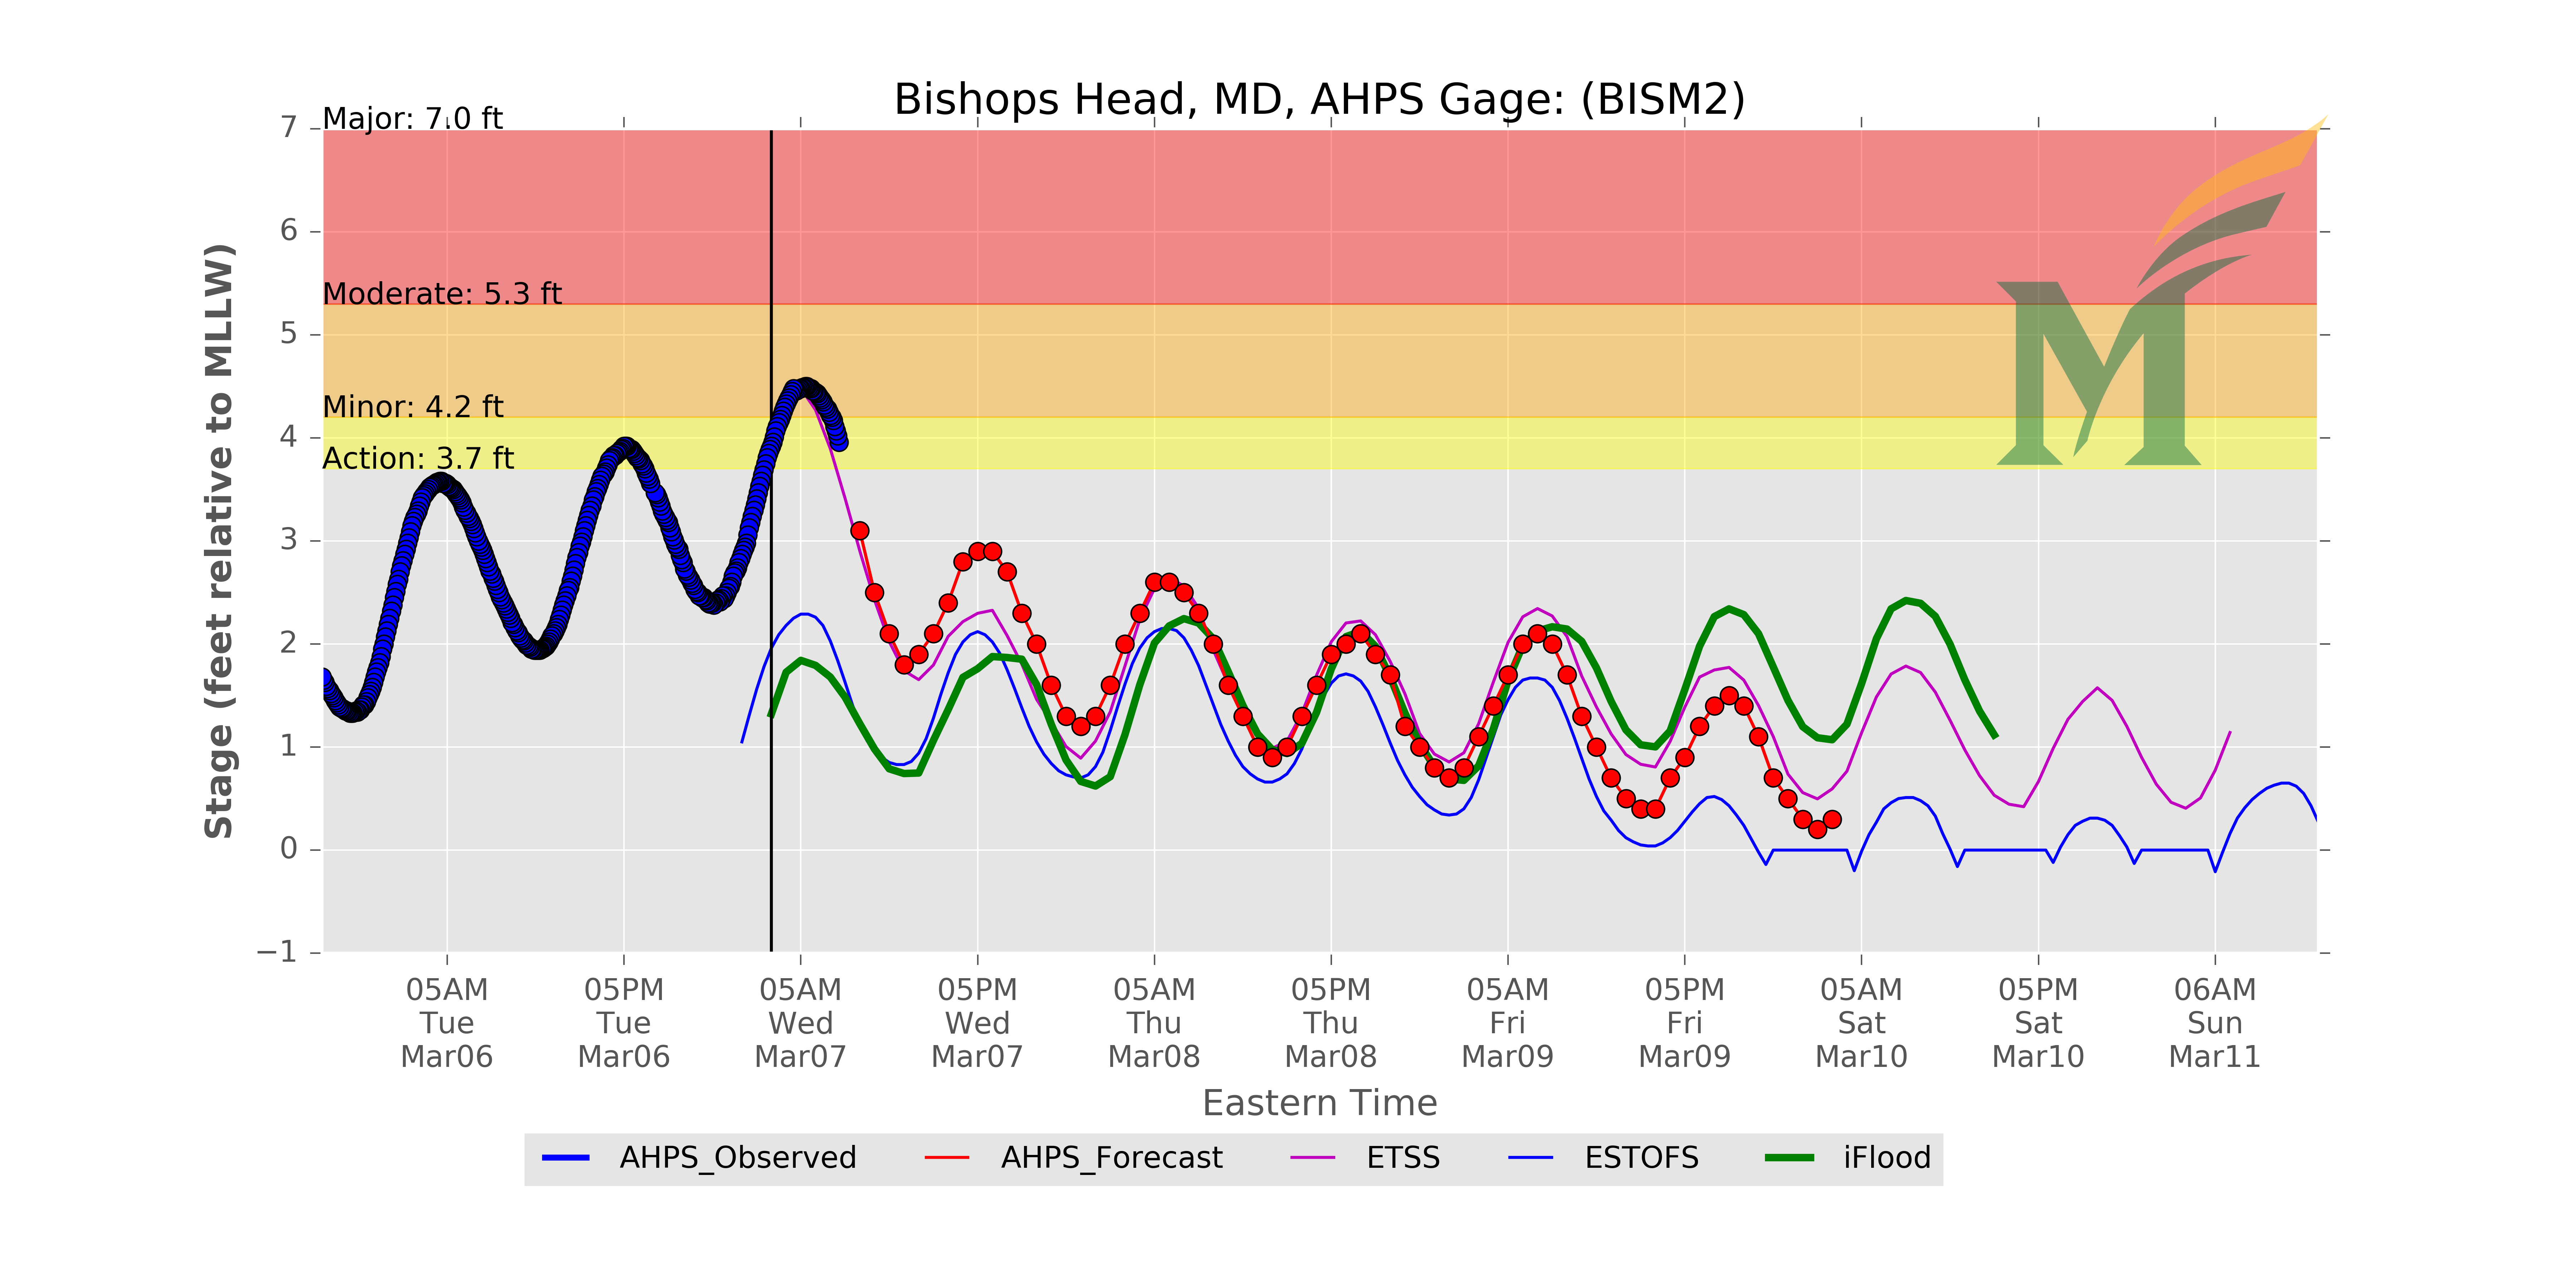 Bishops Head, MD, AHPS Gage: (BISM2)
Major: 7.0 ft
Moderate: 5.3 ft
Minor: 4.2 ft
Action: 3.7 ft
Stage (feet relative to MLLW)
7
6
5
4
3
2
1
0
−1
05AM Tue Mar06
05PM Tue Mar06
05AM Wed Mar07
05PM Wed Mar07
05AM Thu Mar08
05PM Thu Mar08
05AM Fri Mar09
05PM Fri Mar09
05AM Sat Mar10
05PM Sat Mar10
06AM Sun Mar11
Eastern Time
AHPS_Observed AHPS_Forecast ETSS ESTOFS iFlood